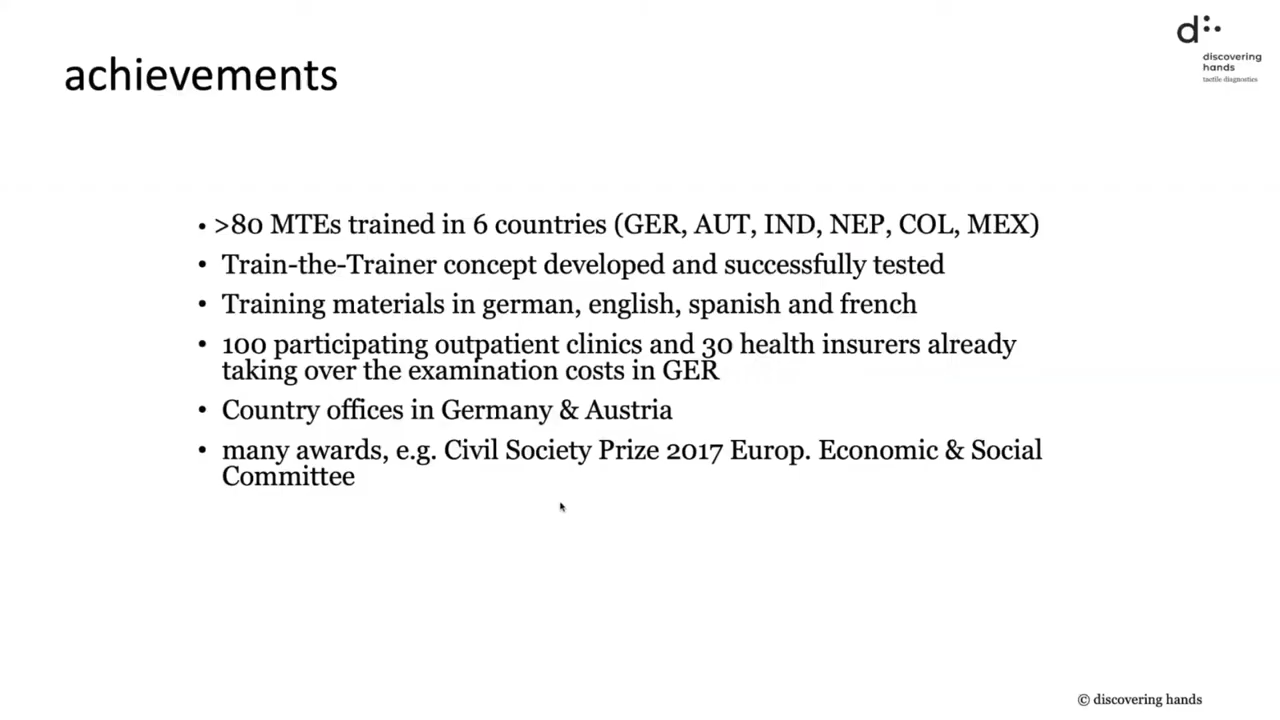 achievements
d
discovering
hands
tactile diagnostics
• >80 MTEs trained in 6 countries (GER, AUT, IND, NEP, COL, MEX)
• Train-the-Trainer concept developed and successfully tested
• Training materials in german, english, spanish and french
• 100 participating outpatient clinics and 30 health insurers already
taking over the examination costs in GER
• Country offices in Germany & Austria
• many awards, e.g. Civil Society Prize 2017 Europ. Economic & Social
Committee
© discovering hands